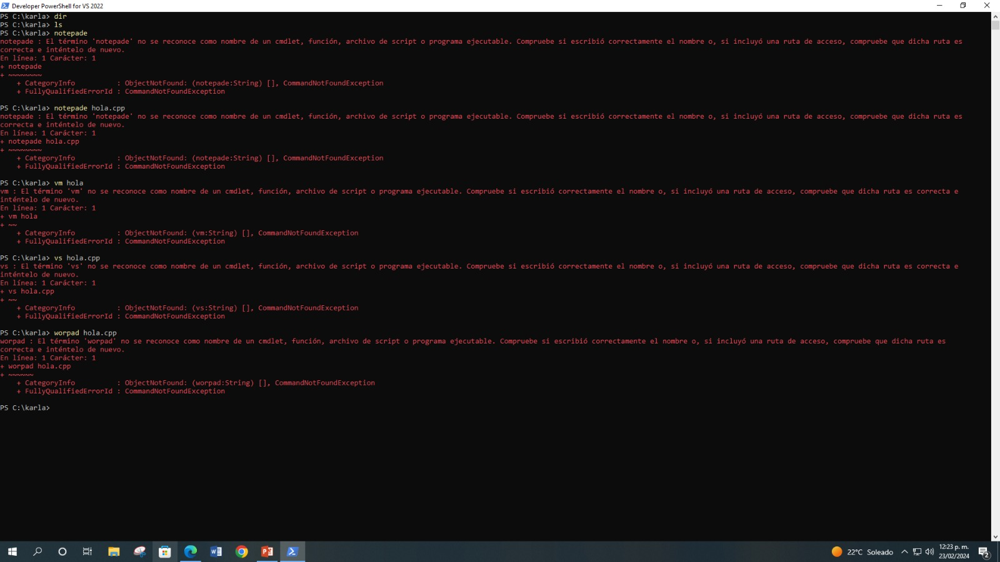 Developer PowerShell for VS 2022
PS C:\karla> dir
PS C:\karla> ls
PS C:\karla> notepade
notepade : El término 'notepade' no se reconoce como nombre de un cmdlet, función, archivo de script o programa ejecutable. Compruebe si escribió correctamente el nombre o, si incluyó una ruta de acceso, compruebe que dicha ruta es
correcta e inténtelo de nuevo.
En línea: 1 Carácter: 1
+ notepade
+ ~~~~~~~~
    + CategoryInfo          : ObjectNotFound: (notepade:String) [], CommandNotFoundException
    + FullyQualifiedErrorId : CommandNotFoundException

PS C:\karla> notepade hola.cpp
notepade : El término 'notepade' no se reconoce como nombre de un cmdlet, función, archivo de script o programa ejecutable. Compruebe si escribió correctamente el nombre o, si incluyó una ruta de acceso, compruebe que dicha ruta es
correcta e inténtelo de nuevo.
En línea: 1 Carácter: 1
+ notepade hola.cpp
+ ~~~~~~~~
    + CategoryInfo          : ObjectNotFound: (notepade:String) [], CommandNotFoundException
    + FullyQualifiedErrorId : CommandNotFoundException

PS C:\karla> vm hola
vm : El término 'vm' no se reconoce como nombre de un cmdlet, función, archivo de script o programa ejecutable. Compruebe si escribió correctamente el nombre o, si incluyó una ruta de acceso, compruebe que dicha ruta es correcta e
inténtelo de nuevo.
En línea: 1 Carácter: 1
+ vm hola
+ ~~
    + CategoryInfo          : ObjectNotFound: (vm:String) [], CommandNotFoundException
    + FullyQualifiedErrorId : CommandNotFoundException

PS C:\karla> vs hola.cpp
vs : El término 'vs' no se reconoce como nombre de un cmdlet, función, archivo de script o programa ejecutable. Compruebe si escribió correctamente el nombre o, si incluyó una ruta de acceso, compruebe que dicha ruta es correcta e
inténtelo de nuevo.
En línea: 1 Carácter: 1
+ vs hola.cpp
+ ~~
    + CategoryInfo          : ObjectNotFound: (vs:String) [], CommandNotFoundException
    + FullyQualifiedErrorId : CommandNotFoundException

PS C:\karla> worpad hola.cpp
worpad : El término 'worpad' no se reconoce como nombre de un cmdlet, función, archivo de script o programa ejecutable. Compruebe si escribió correctamente el nombre o, si incluyó una ruta de acceso, compruebe que dicha ruta es
correcta e inténtelo de nuevo.
En línea: 1 Carácter: 1
+ worpad hola.cpp
+ ~~~~~~
    + CategoryInfo          : ObjectNotFound: (worpad:String) [], CommandNotFoundException
    + FullyQualifiedErrorId : CommandNotFoundException

PS C:\karla>
22°C Soleado
12:23 p. m.
23/02/2024
2